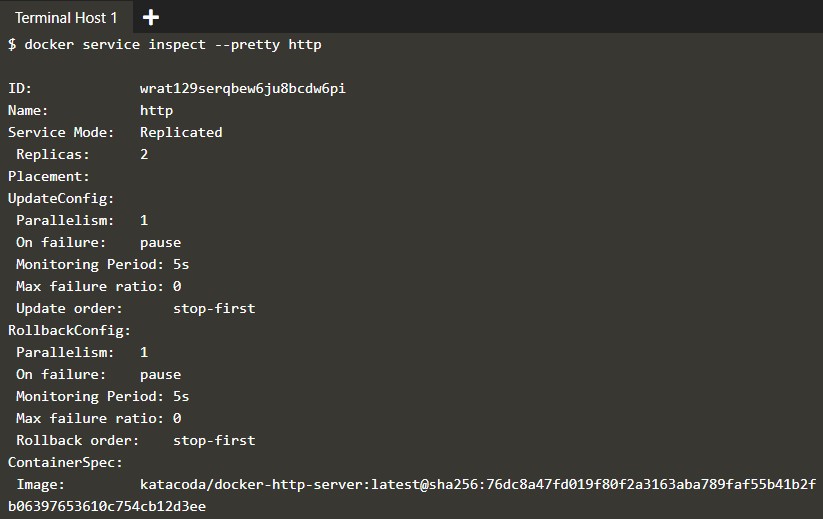 Terminal Host 1 +
$ docker service inspect --pretty http
ID: wrat129serqbew6ju8bcdw6pi
Name: http
Service Mode: Replicated
Replicas: 2
Placement:
UpdateConfig:
Parallelism: 1
On failure: pause
Monitoring Period: 5s
Max failure ratio: 0
Update order: stop-first
RollbackConfig:
Parallelism: 1
On failure: pause
Monitoring Period: 5s
Max failure ratio: 0
Rollback order: stop-first
ContainerSpec:
Image: katacoda/docker-http-server:latest@sha256:76dc8a47fd019f80f2a3163aba789faf55b41b2f
b06397653610c754cb12d3ee